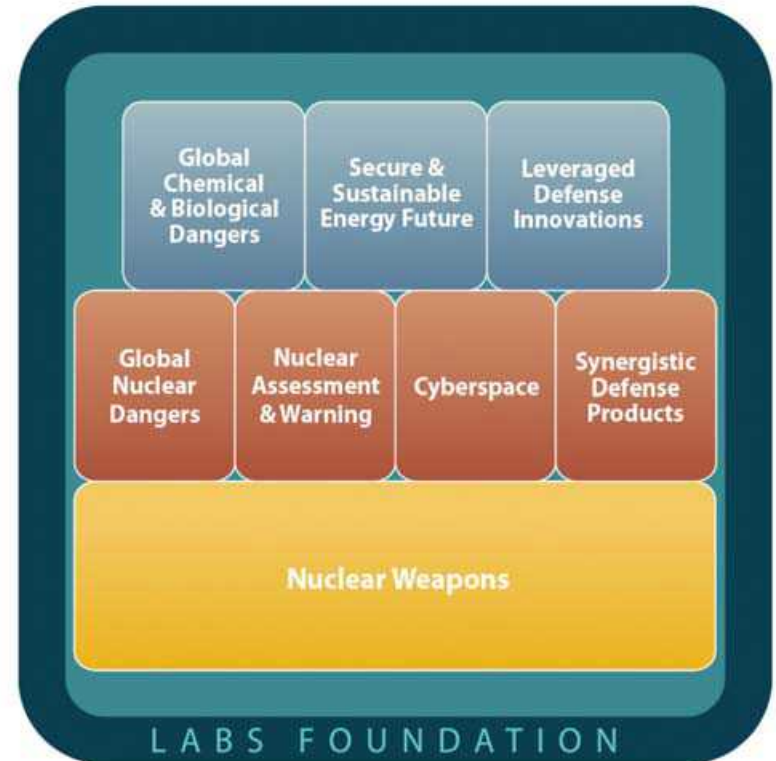 Global
Chemical
& Biological
Dangers
Secure &
Sustainable
Energy Future
Leveraged
Defense
Innovations
Global
Nuclear
Dangers
Nuclear
Assessment
& Warning
Cyberspace
Synergistic
Defense
Products
Nuclear Weapons
LABS FOUNDATION